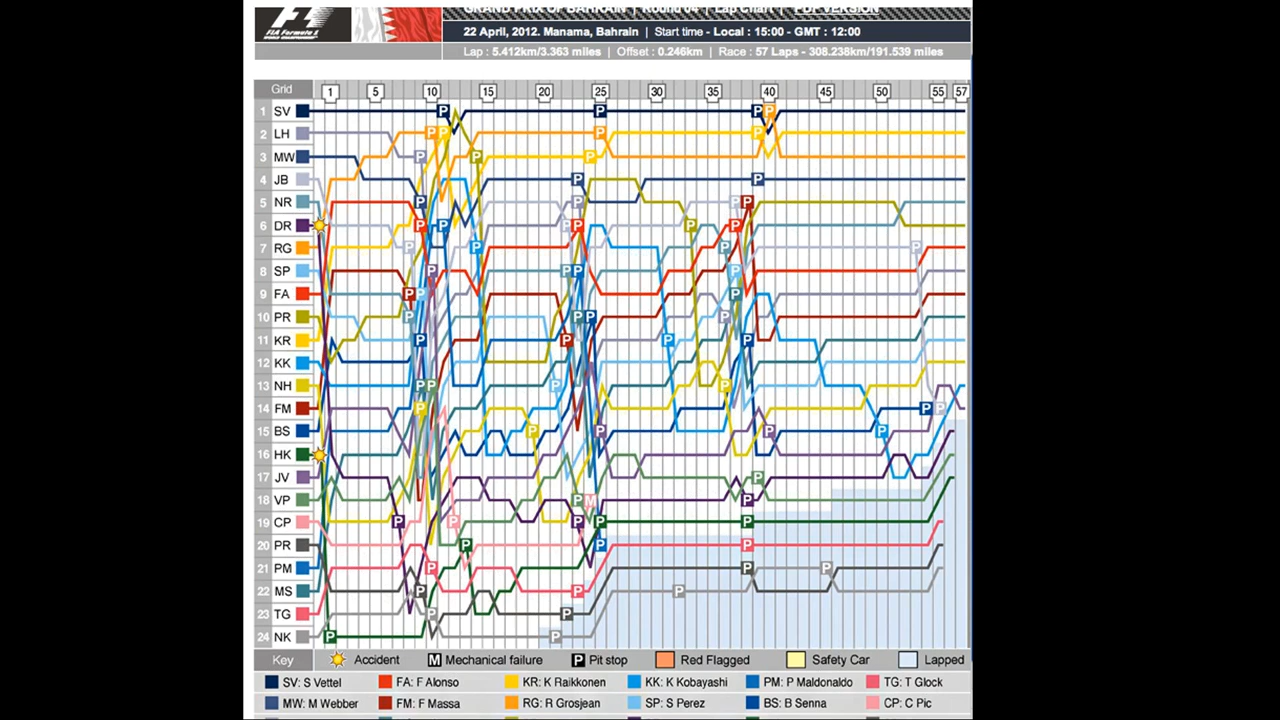 F1
FIA Formula 1
WORLD CHAMPIONSHIP
GRAND PRIX OF BAHRAIN | Round 04 | Lap Chart | PDF VERSION
22 April, 2012. Manama, Bahrain | Start time - Local : 15:00 - GMT : 12:00
Lap : 5.412km/3.363 miles | Offset : 0.246km | Race : 57 Laps - 308.238km/191.539 miles
Grid 1 5 10 15 20 25 30 35 40 45 50 55 57
1 SV
2 LH
3 MW
4 JB
5 NR
6 DR
7 RG
8 SP
9 FA
10 PR
11 KR
12 KK
13 NH
14 FM
15 BS
16 HK
17 JV
18 VP
19 CP
20 PR
21 PM
22 MS
23 TG
24 NK
Key Accident M Mechanical failure P Pit stop Red Flagged Safety Car Lapped
SV: S Vettel FA: F Alonso KR: K Raikkonen KK: K Kobayashi PM: P Maldonaldo TG: T Glock
MW: M Webber FM: F Massa RG: R Grosjean SP: S Perez BS: B Senna CP: C Pic